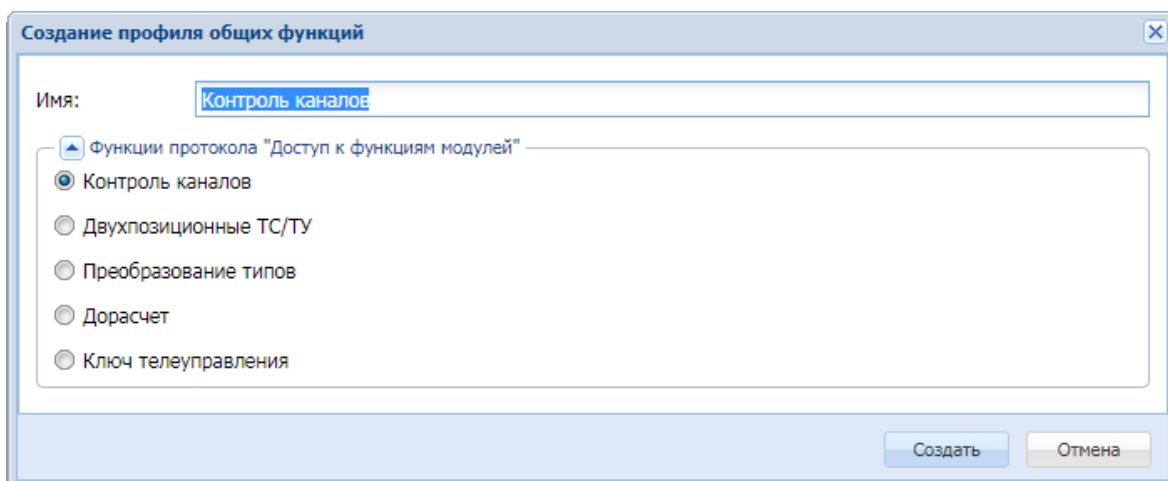 Создание профиля общих функций
Имя: Контроль каналов
Функции протокола "Доступ к функциям модулей"
Контроль каналов
Двухпозиционные ТС/ТУ
Преобразование типов
Дорасчет
Ключ телеуправления
Создать Отмена